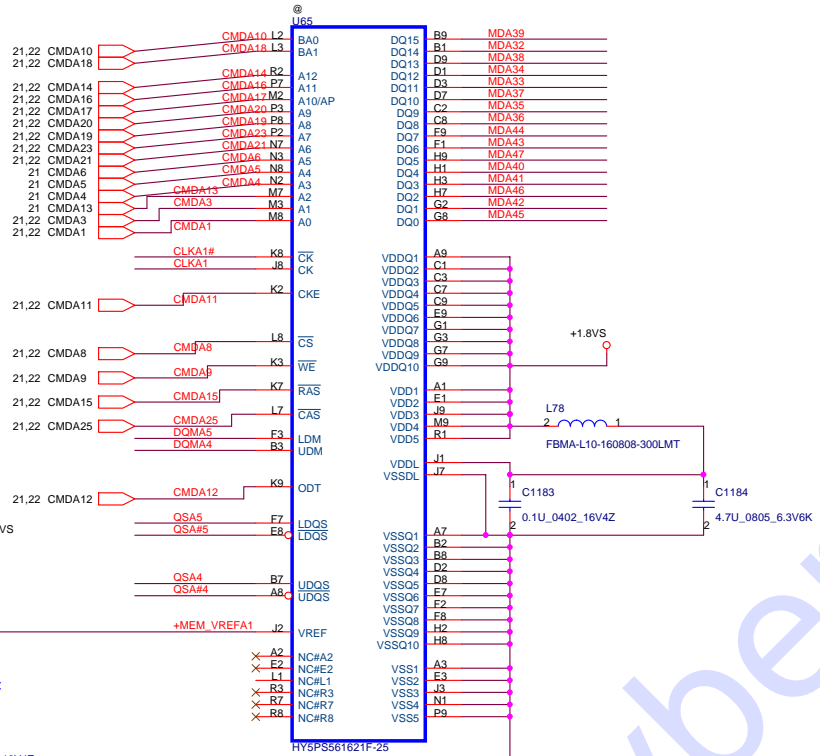 @
U65
21,22 CMDA10
21,22 CMDA18
21,22 CMDA14
21,22 CMDA16
21,22 CMDA17
21,22 CMDA20
21,22 CMDA19
21,22 CMDA23
21,22 CMDA21
21 CMDA6
21 CMDA5
21 CMDA4
21 CMDA13
21,22 CMDA3
21,22 CMDA1
21,22 CMDA11
21,22 CMDA8
21,22 CMDA9
21,22 CMDA15
21,22 CMDA25
21,22 CMDA12
VS
CMDA10 L2 BA0
CMDA18 L3 BA1
CMDA14 R2 A12
CMDA16 P7 A11
CMDA17 M2 A10/AP
CMDA20 P3 A9
CMDA19 P8 A8
CMDA23 P2 A7
CMDA21 N7 A6
CMDA6 N3 A5
CMDA5 N8 A4
CMDA4 N2 A3
CMDA13 M7 A2
CMDA3 M3 A1
CMDA1 M8 A0
CLKA1# K8 CK
CLKA1 J8 CK
CMDA11 K2 CKE
CMDA8 L8 CS
CMDA9 K3 WE
CMDA15 K7 RAS
CMDA25 L7 CAS
DQMA5 F3 LDM
DQMA4 B3 UDM
CMDA12 K9 ODT
QSA5 F7 LDQS
QSA#5 E8 LDQS
QSA4 B7 UDQS
QSA#4 A8 UDQS
+MEM_VREFA1 J2 VREF
A2 NC#A2
E2 NC#E2
L1 NC#L1
R3 NC#R3
R7 NC#R7
R8 NC#R8
DQ15 B9 MDA39
DQ14 B1 MDA32
DQ13 D9 MDA38
DQ12 D1 MDA34
DQ11 D3 MDA33
DQ10 D7 MDA37
DQ9 C2 MDA35
DQ8 C8 MDA36
DQ7 F9 MDA44
DQ6 F1 MDA43
DQ5 H9 MDA47
DQ4 H1 MDA40
DQ3 H3 MDA41
DQ2 H7 MDA46
DQ1 G2 MDA42
DQ0 G8 MDA45
VDDQ1 A9
VDDQ2 C1
VDDQ3 C3
VDDQ4 C7
VDDQ5 C9
VDDQ6 E9
VDDQ7 G1
VDDQ8 G3
VDDQ9 G7
VDDQ10 G9
+1.8VS
VDD1 A1
VDD2 E1
VDD3 J9
VDD4 M9
VDD5 R1
L78
2 1
FBMA-L10-160808-300LMT
VDDL J1
VSSDL J7
1 C1183
0.1U_0402_16V4Z
2
1 C1184
4.7U_0805_6.3V6K
2
VSSQ1 A7
VSSQ2 B2
VSSQ3 B8
VSSQ4 D2
VSSQ5 D8
VSSQ6 E7
VSSQ7 F2
VSSQ8 F8
VSSQ9 H2
VSSQ10 H8
VSS1 A3
VSS2 E3
VSS3 J3
VSS4 N1
VSS5 P9
HY5PS561621F-25